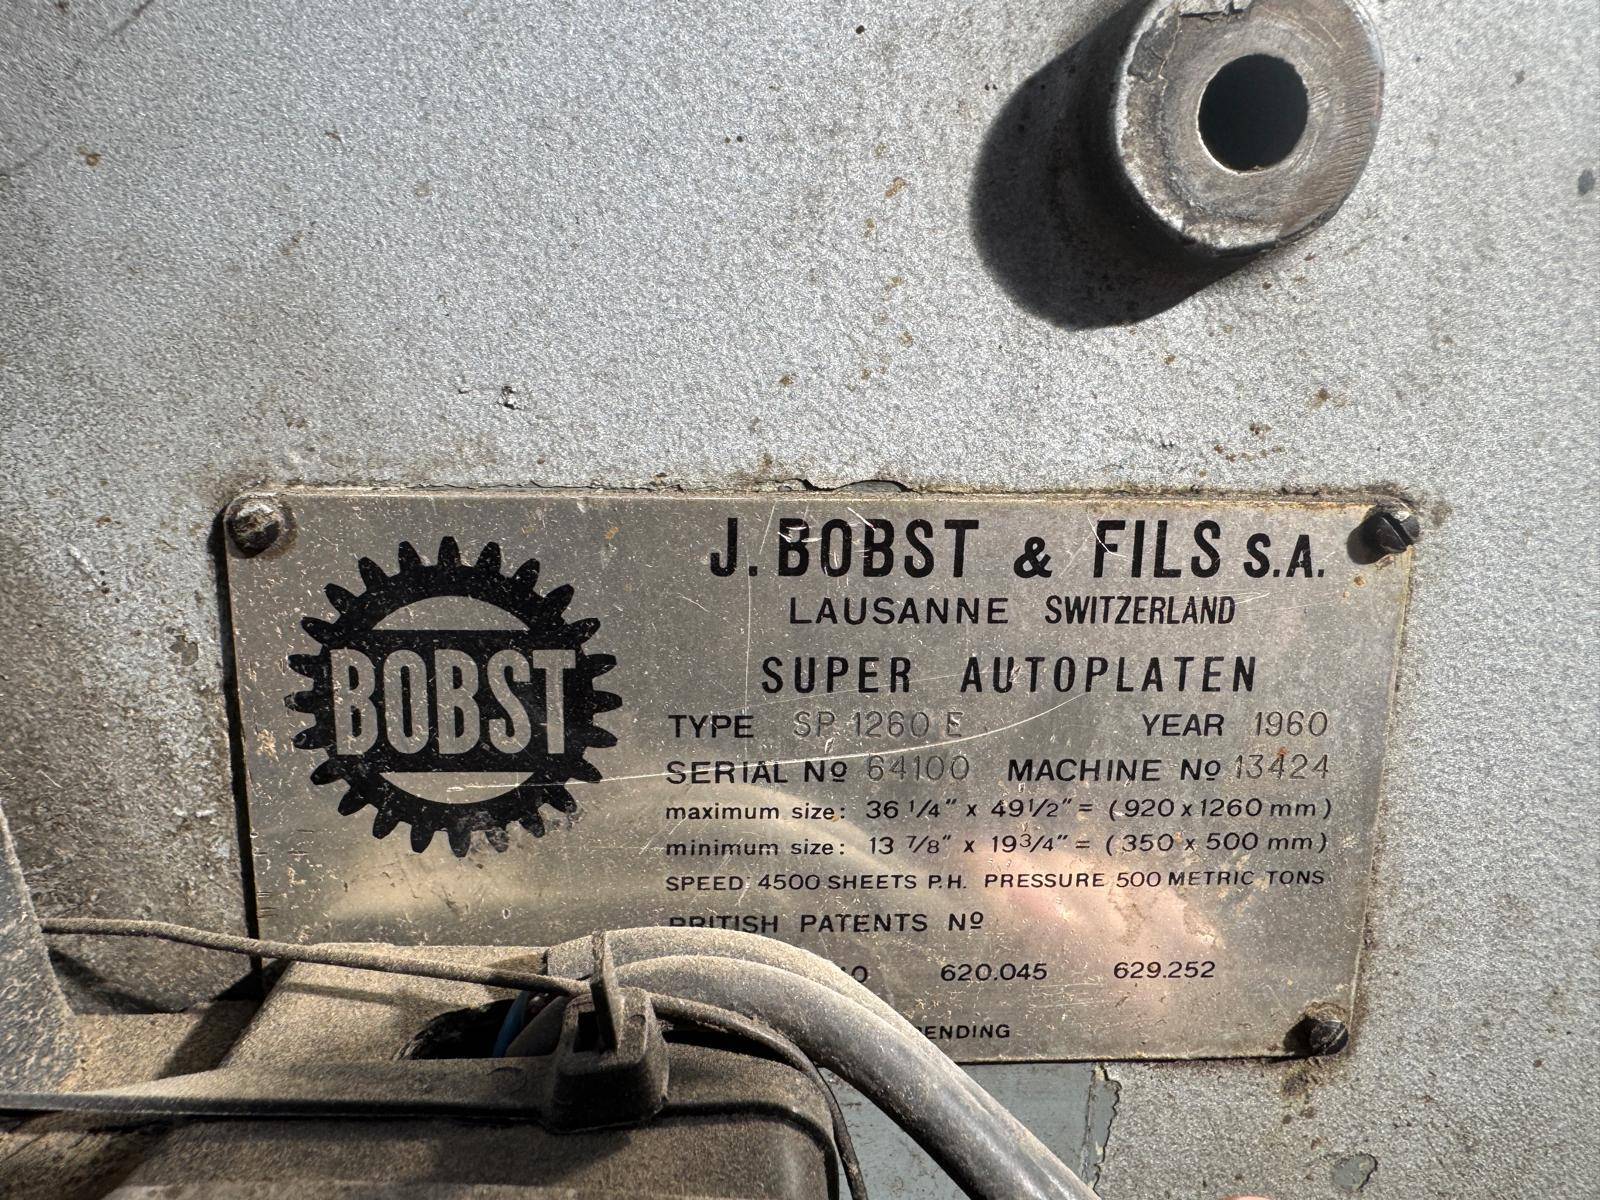 J. BOBST & FILS S.A.
LAUSANNE SWITZERLAND
BOBST
SUPER AUTOPLATEN
TYPE SP 1260 E YEAR 1960
SERIAL No 64100 MACHINE No 13424
maximum size: 36 1/4" x 49 1/2" = (920 x 1260 mm)
minimum size: 13 7/8" x 19 3/4" = (350 x 500 mm)
SPEED: 4500 SHEETS P.H. PRESSURE 500 METRIC TONS
BRITISH PATENTS No
620.045 629.252